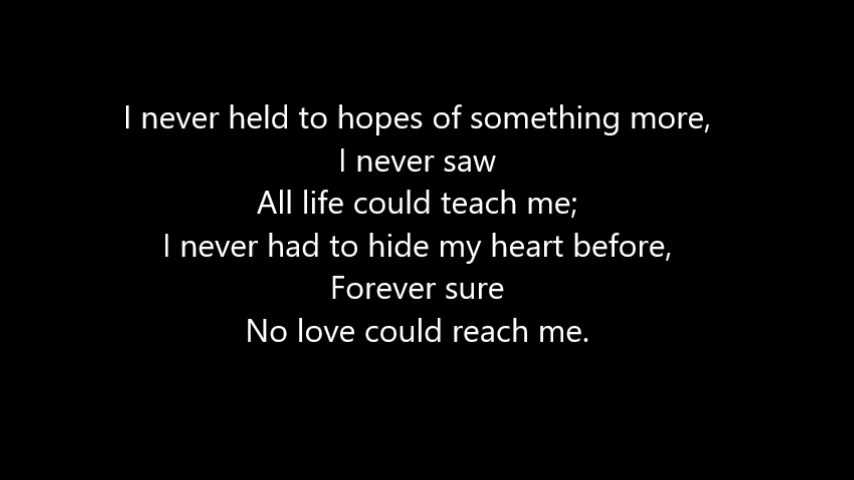 I never held to hopes of something more,
I never saw
All life could teach me;
I never had to hide my heart before,
Forever sure
No love could reach me.